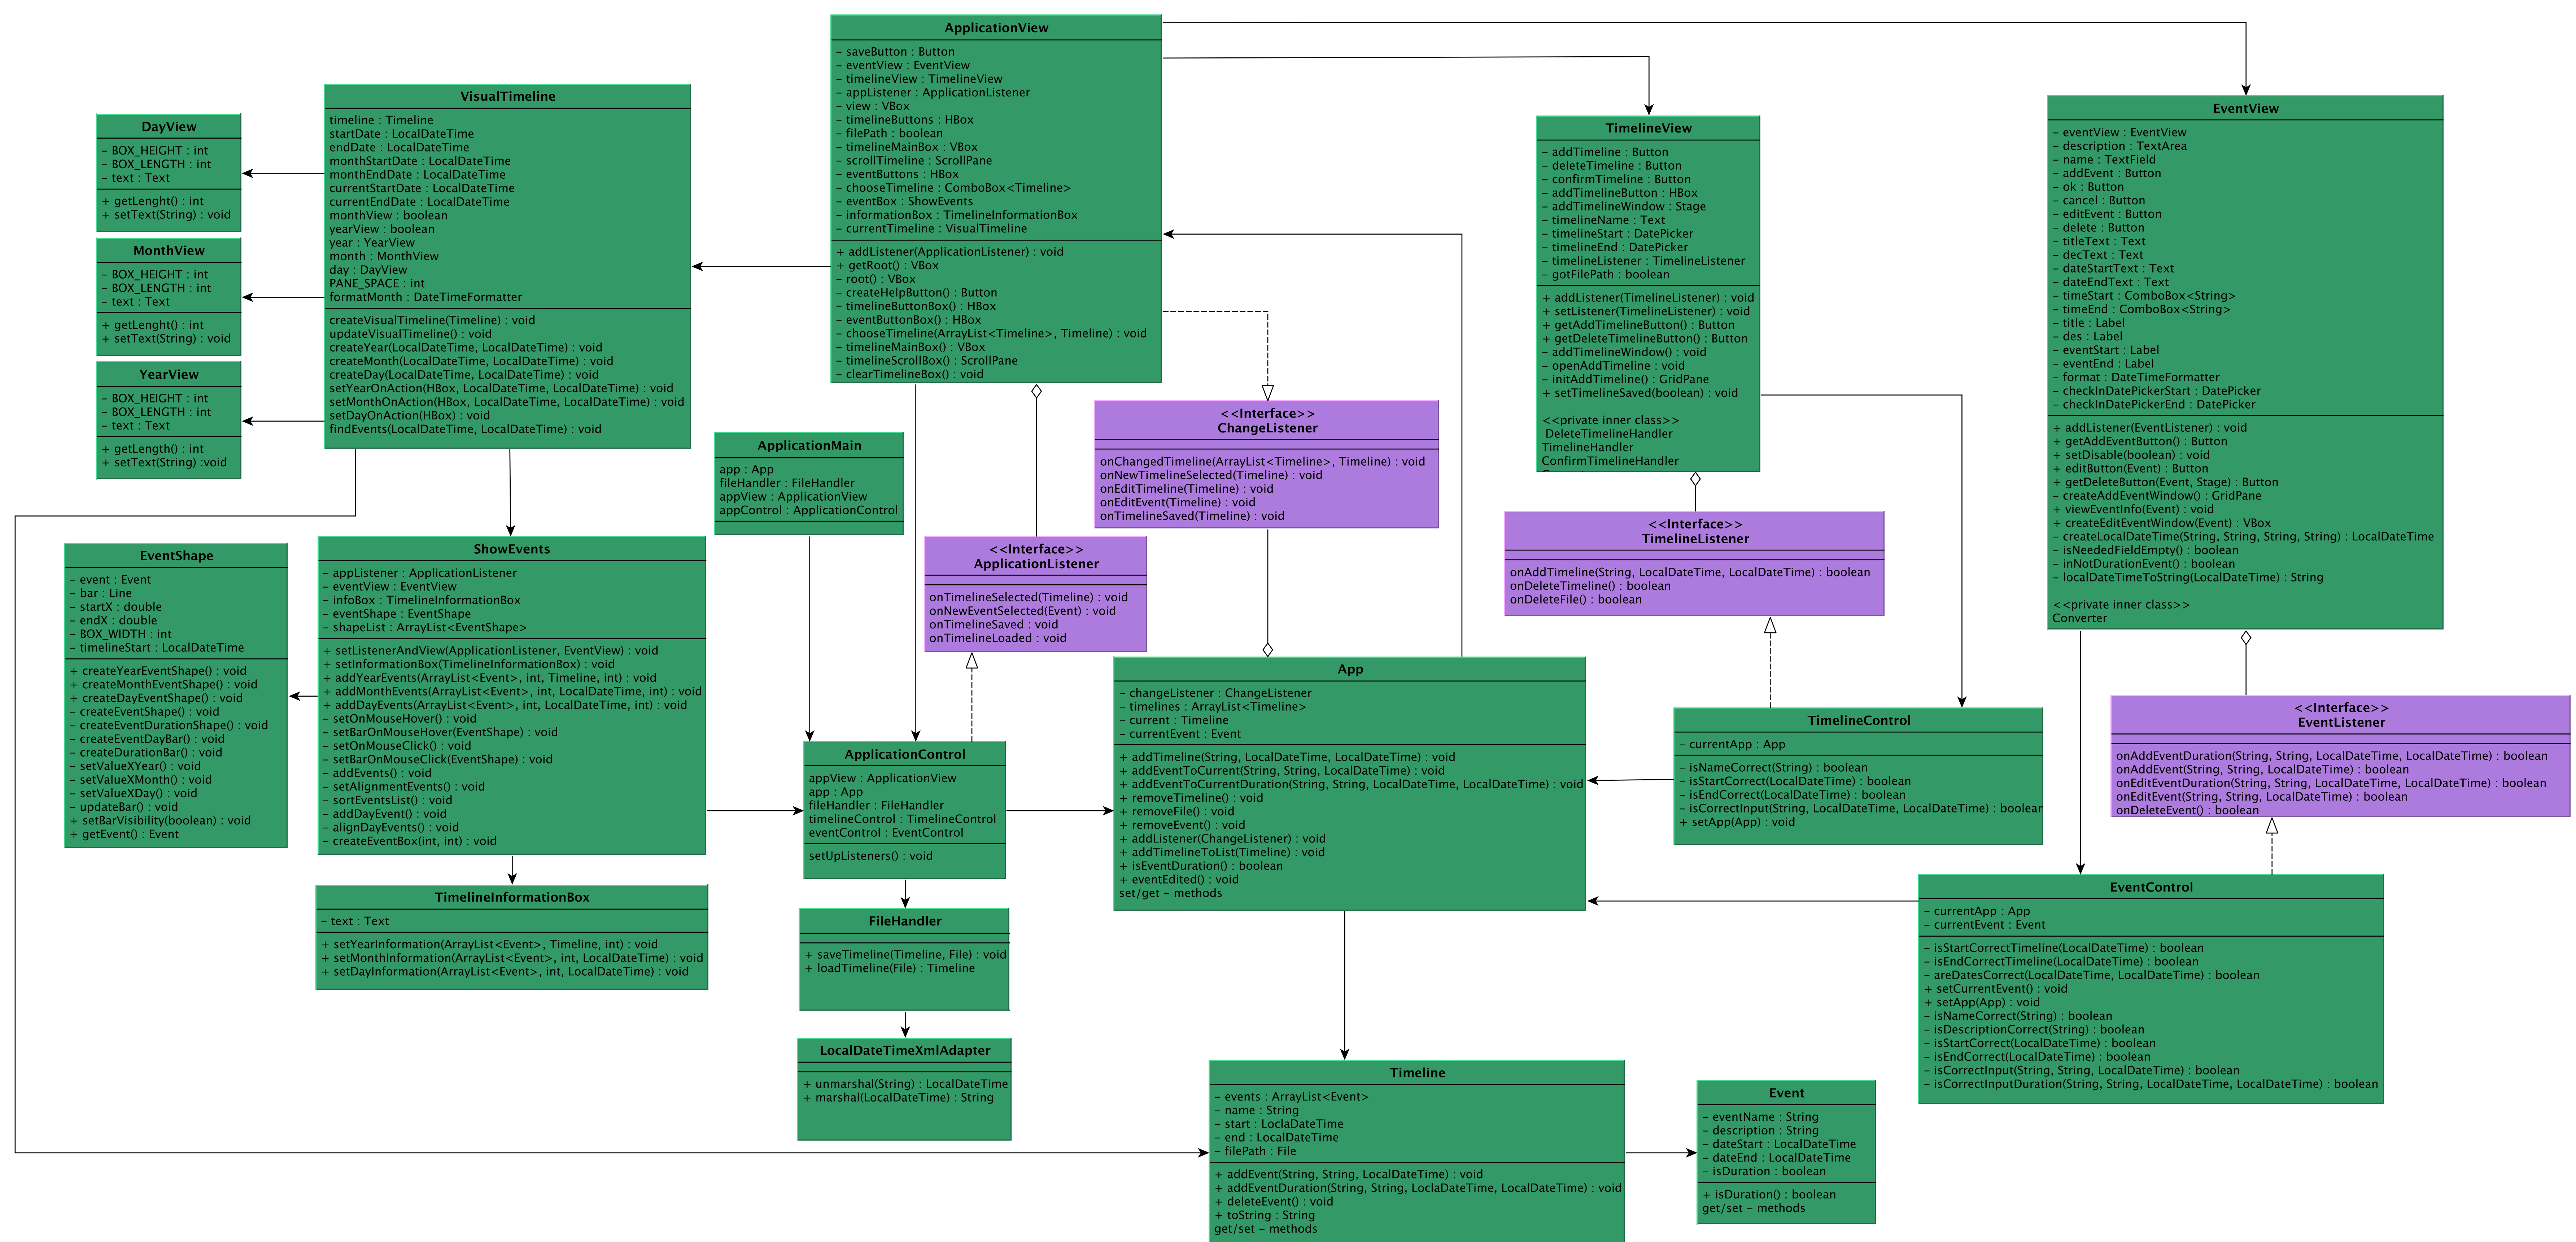 ApplicationView
– saveButton : Button
– eventView : EventView
– timelineView : TimelineView
– appListener : ApplicationListener
– view : VBox
– timelineButtons : HBox
– filePath : boolean
– timelineMainBox : VBox
– scrollTimeline : ScrollPane
– eventButtons : HBox
– chooseTimeline : ComboBox<Timeline>
– eventBox : ShowEvents
– informationBox : TimelineInformationBox
– currentTimeline : VisualTimeline
+ addListener(ApplicationListener) : void
+ getRoot() : VBox
– root() : VBox
– createHelpButton() : Button
– timelineButtonBox() : HBox
– eventButtonBox() : HBox
– chooseTimeline(ArrayList<Timeline>, Timeline) : void
– timelineMainBox() : VBox
– timelineScrollBox() : ScrollPane
– clearTimelineBox() : void
VisualTimeline
timeline : Timeline
startDate : LocalDateTime
endDate : LocalDateTime
monthStartDate : LocalDateTime
monthEndDate : LocalDateTime
currentStartDate : LocalDateTime
currentEndDate : LocalDateTime
monthView : boolean
yearView : boolean
year : YearView
month : MonthView
day : DayView
PANE_SPACE : int
formatMonth : DateTimeFormatter
createVisualTimeline(Timeline) : void
updateVisualTimeline() : void
createYear(LocalDateTime, LocalDateTime) : void
createMonth(LocalDateTime, LocalDateTime) : void
createDay(LocalDateTime, LocalDateTime) : void
setYearOnAction(HBox, LocalDateTime, LocalDateTime) : void
setMonthOnAction(HBox, LocalDateTime, LocalDateTime) : void
setDayOnAction(HBox) : void
findEvents(LocalDateTime, LocalDateTime) : void
DayView
– BOX_HEIGHT : int
– BOX_LENGTH : int
– text : Text
+ getLenght() : int
+ setText(String) : void
MonthView
– BOX_HEIGHT : int
– BOX_LENGTH : int
– text : Text
+ getLenght() : int
+ setText(String) : void
YearView
– BOX_HEIGHT : int
– BOX_LENGTH : int
– text : Text
+ getLength() : int
+ setText(String) :void
TimelineView
– addTimeline : Button
– deleteTimeline : Button
– confirmTimeline : Button
– addTimelineButton : HBox
– addTimelineWindow : Stage
– timelineName : Text
– timelineStart : DatePicker
– timelineEnd : DatePicker
– timelineListener : TimelineListener
– gotFilePath : boolean
+ addListener(TimelineListener) : void
+ setListener(TimelineListener) : void
+ getAddTimelineButton() : Button
+ getDeleteTimelineButton() : Button
– addTimelineWindow() : void
– openAddTimeline : void
– initAddTimeline() : GridPane
+ setTimelineSaved(boolean) : void
<<private inner class>>
DeleteTimelineHandler
TimelineHandler
ConfirmTimelineHandler
EventView
– eventView : EventView
– description : TextArea
– name : TextField
– addEvent : Button
– ok : Button
– cancel : Button
– editEvent : Button
– delete : Button
– titleText : Text
– decText : Text
– dateStartText : Text
– dateEndText : Text
– timeStart : ComboBox<String>
– timeEnd : ComboBox<String>
– title : Label
– des : Label
– eventStart : Label
– eventEnd : Label
– format : DateTimeFormatter
– checkInDatePickerStart : DatePicker
– checkInDatePickerEnd : DatePicker
+ addListener(EventListener) : void
+ getAddEventButton() : Button
+ setDisable(boolean) : void
+ editButton(Event) : Button
+ getDeleteButton(Event, Stage) : Button
– createAddEventWindow() : GridPane
+ viewEventInfo(Event) : void
+ createEditEventWindow(Event) : VBox
– createLocalDateTime(String, String, String, String) : LocalDateTime
– isNeededFieldEmpty() : boolean
– inNotDurationEvent() : boolean
– localDateTimeToString(LocalDateTime) : String
<<private inner class>>
Converter
<<Interface>>
ChangeListener
onChangedTimeline(ArrayList<Timeline>, Timeline) : void
onNewTimelineSelected(Timeline) : void
onEditTimeline(Timeline) : void
onEditEvent(Timeline) : void
onTimelineSaved(Timeline) : void
ApplicationMain
app : App
fileHandler : FileHandler
appView : ApplicationView
appControl : ApplicationControl
<<Interface>>
ApplicationListener
onTimelineSelected(Timeline) : void
onNewEventSelected(Event) : void
onTimelineSaved : void
onTimelineLoaded : void
<<Interface>>
TimelineListener
onAddTimeline(String, LocalDateTime, LocalDateTime) : boolean
onDeleteTimeline() : boolean
onDeleteFile() : boolean
EventShape
– event : Event
– bar : Line
– startX : double
– endX : double
– BOX_WIDTH : int
– timelineStart : LocalDateTime
+ createYearEventShape() : void
+ createMonthEventShape() : void
+ createDayEventShape() : void
– createEventShape() : void
– createEventDurationShape() : void
– createEventDayBar() : void
– createDurationBar() : void
– setValueXYear() : void
– setValueXMonth() : void
– setValueXDay() : void
– updateBar() : void
+ setBarVisibility(boolean) : void
+ getEvent() : Event
ShowEvents
– appListener : ApplicationListener
– eventView : EventView
– infoBox : TimelineInformationBox
– eventShape : EventShape
– shapeList : ArrayList<EventShape>
+ setListenerAndView(ApplicationListener, EventView) : void
+ setInformationBox(TimelineInformationBox) : void
+ addYearEvents(ArrayList<Event>, int, Timeline, int) : void
+ addMonthEvents(ArrayList<Event>, int, LocalDateTime, int) : void
+ addDayEvents(ArrayList<Event>, int, LocalDateTime, int) : void
– setOnMouseHover() : void
– setBarOnMouseHover(EventShape) : void
– setOnMouseClick() : void
– setBarOnMouseClick(EventShape) : void
– addEvents() : void
– setAlignmentEvents() : void
– sortEventsList() : void
– addDayEvent() : void
– alignDayEvents() : void
– createEventBox(int, int) : void
TimelineInformationBox
– text : Text
+ setYearInformation(ArrayList<Event>, Timeline, int) : void
+ setMonthInformation(ArrayList<Event>, int, LocalDateTime) : void
+ setDayInformation(ArrayList<Event>, int, LocalDateTime) : void
ApplicationControl
appView : ApplicationView
app : App
fileHandler : FileHandler
timelineControl : TimelineControl
eventControl : EventControl
setUpListeners() : void
FileHandler
+ saveTimeline(Timeline, File) : void
+ loadTimeline(File) : Timeline
LocalDateTimeXmlAdapter
+ unmarshal(String) : LocalDateTime
+ marshal(LocalDateTime) : String
App
– changeListener : ChangeListener
– timelines : ArrayList<Timeline>
– current : Timeline
– currentEvent : Event
+ addTimeline(String, LocalDateTime, LocalDateTime) : void
+ addEventToCurrent(String, String, LocalDateTime) : void
+ addEventToCurrentDuration(String, String, LocalDateTime, LocalDateTime) : void
+ removeTimeline() : void
+ removeFile() : void
+ removeEvent() : void
+ addListener(ChangeListener) : void
+ addTimelineToList(Timeline) : void
+ isEventDuration() : boolean
+ eventEdited() : void
set/get – methods
TimelineControl
– currentApp : App
– isNameCorrect(String) : boolean
– isStartCorrect(LocalDateTime) : boolean
– isEndCorrect(LocalDateTime) : boolean
– isCorrectInput(String, LocalDateTime, LocalDateTime) : boolean
+ setApp(App) : void
<<Interface>>
EventListener
onAddEventDuration(String, String, LocalDateTime, LocalDateTime) : boolean
onAddEvent(String, String, LocalDateTime) : boolean
onEditEventDuration(String, String, LocalDateTime, LocalDateTime) : boolean
onEditEvent(String, String, LocalDateTime) : boolean
onDeleteEvent() : boolean
EventControl
– currentApp : App
– currentEvent : Event
– isStartCorrectTimeline(LocalDateTime) : boolean
– isEndCorrectTimeline(LocalDateTime) : boolean
– areDatesCorrect(LocalDateTime, LocalDateTime) : boolean
+ setCurrentEvent() : void
+ setApp(App) : void
– isNameCorrect(String) : boolean
– isDescriptionCorrect(String) : boolean
– isStartCorrect(LocalDateTime) : boolean
– isEndCorrect(LocalDateTime) : boolean
– isCorrectInput(String, String, LocalDateTime) : boolean
– isCorrectInputDuration(String, String, LocalDateTime, LocalDateTime) : boolean
Timeline
– events : ArrayList<Event>
– name : String
– start : LoclaDateTime
– end : LocalDateTime
– filePath : File
+ addEvent(String, String, LocalDateTime) : void
+ addEventDuration(String, String, LoclaDateTime, LocalDateTime) : void
+ deleteEvent() : void
+ toString : String
get/set – methods
Event
– eventName : String
– description : String
– dateStart : LocalDateTime
– dateEnd : LocalDateTime
– isDuration : boolean
+ isDuration() : boolean
get/set – methods